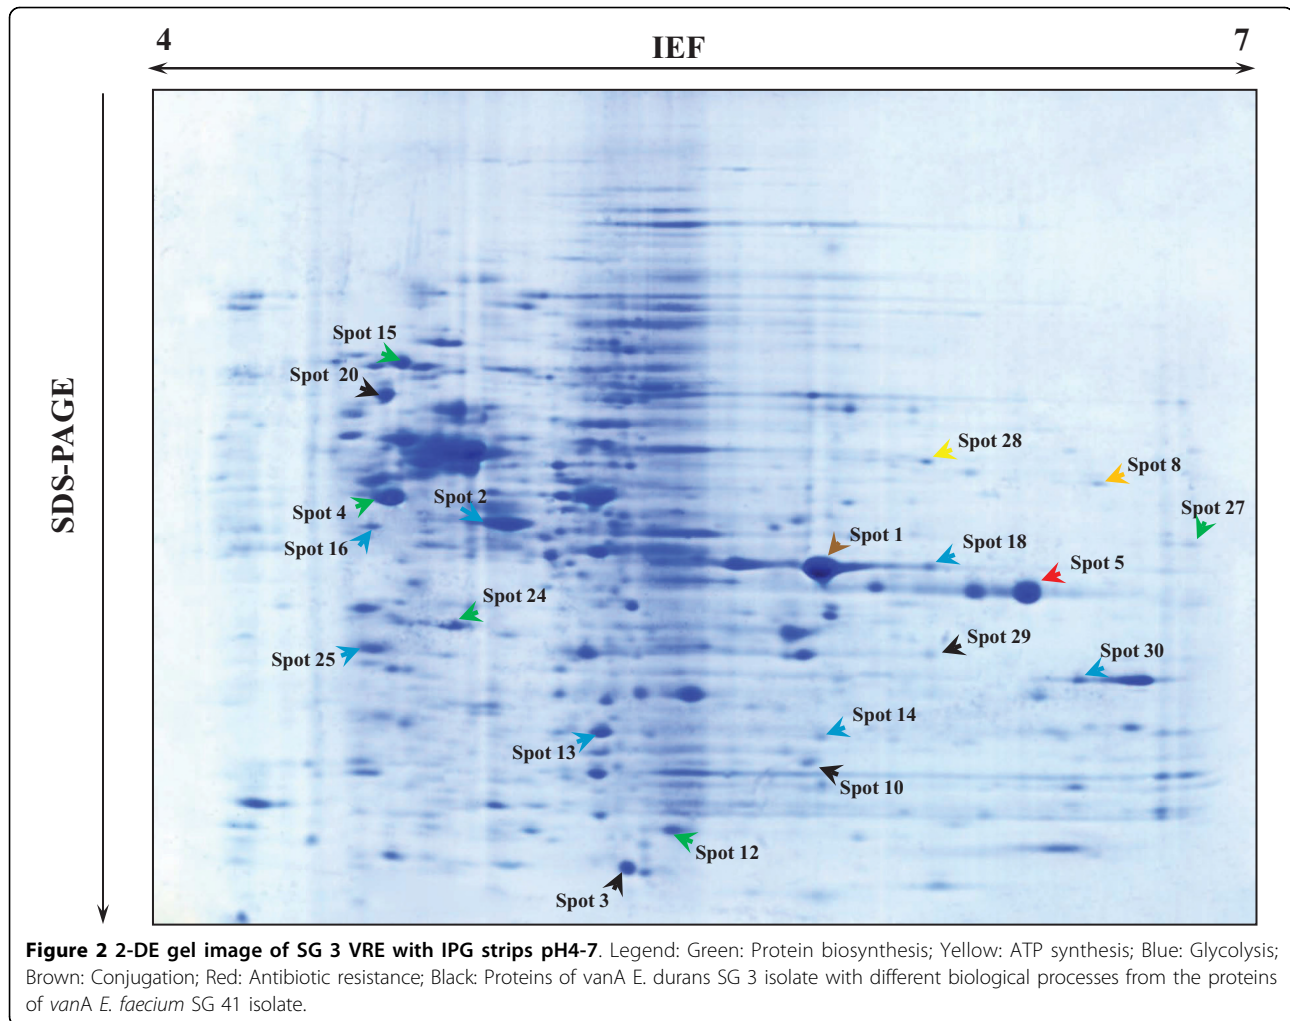 4
IEF
7
SDS-PAGE
Spot 15
Spot 20
Spot 28
Spot 8
Spot 4
Spot 2
Spot 27
Spot 16
Spot 1
Spot 18
Spot 5
Spot 24
Spot 25
Spot 29
Spot 30
Spot 14
Spot 13
Spot 10
Spot 12
Spot 3
Figure 2 2-DE gel image of SG 3 VRE with IPG strips pH4-7. Legend: Green: Protein biosynthesis; Yellow: ATP synthesis; Blue: Glycolysis;
Brown: Conjugation; Red: Antibiotic resistance; Black: Proteins of vanA E. durans SG 3 isolate with different biological processes from the proteins
of vanA E. faecium SG 41 isolate.